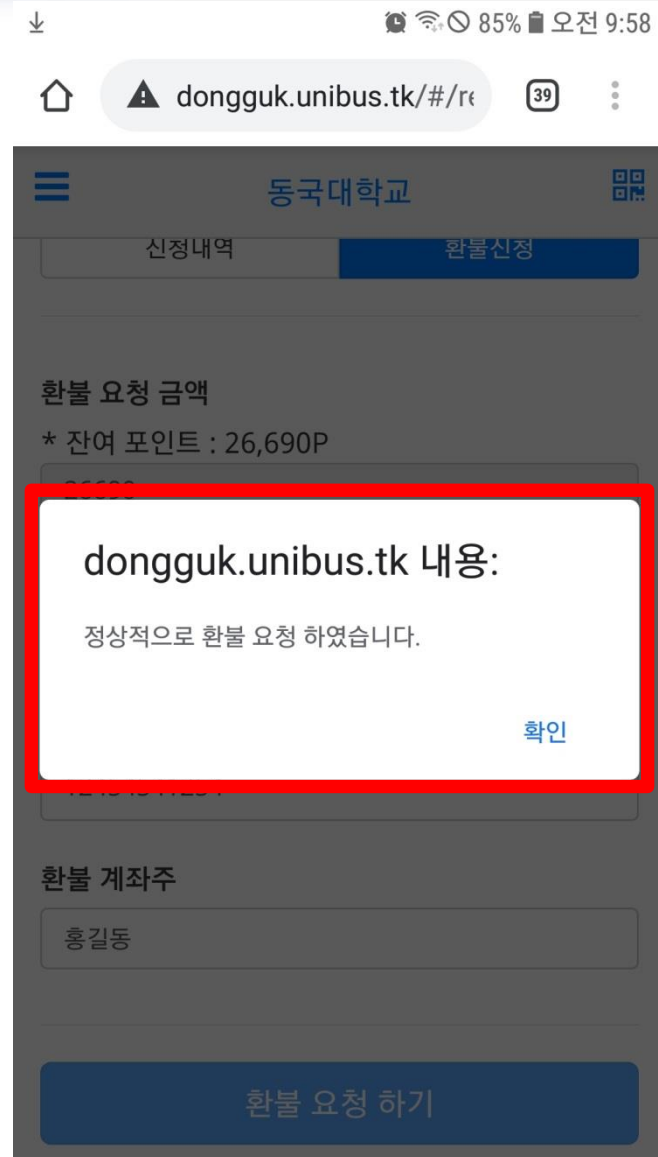 85% 오전 9:58
dongguk.unibus.tk/#/re
39
동국대학교
신청내역
환불신청
환불 요청 금액
* 잔여 포인트 : 26,690P
26690
dongguk.unibus.tk 내용:
정상적으로 환불 요청 하였습니다.
확인
환불 계좌주
홍길동
환불 요청 하기